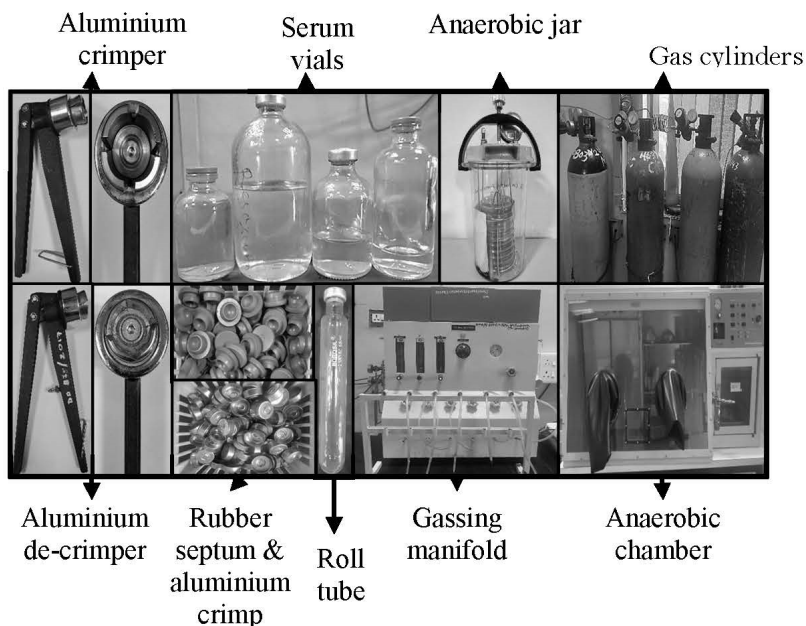 Aluminium
crimper
Serum
vials
Anaerobic jar
Gas cylinders
Aluminium
de-crimper
Rubber
septum &
aluminium
crimp
Roll
tube
Gassing
manifold
Anaerobic
chamber